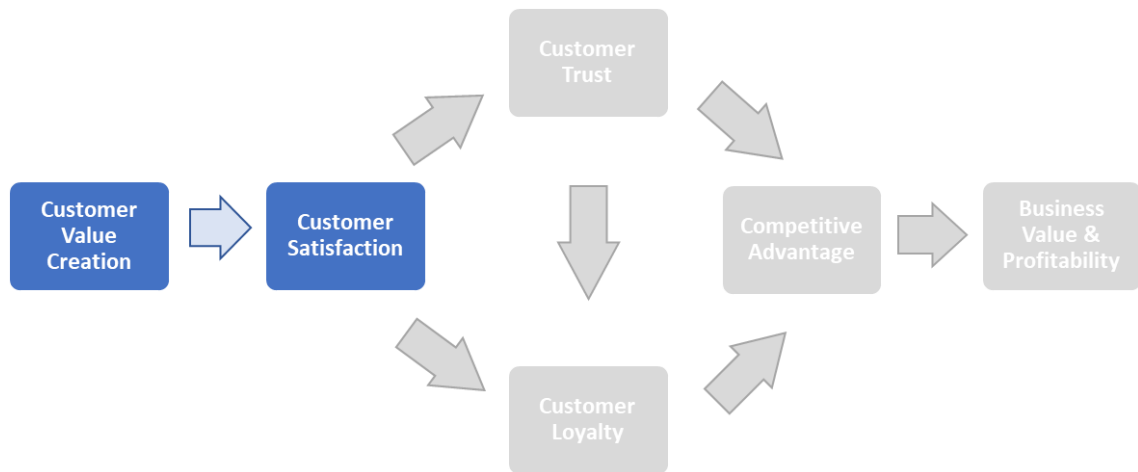 Customer
Trust
Customer
Value
Creation
Customer
Satisfaction
Competitive
Advantage
Business
Value &
Profitability
Customer
Loyalty